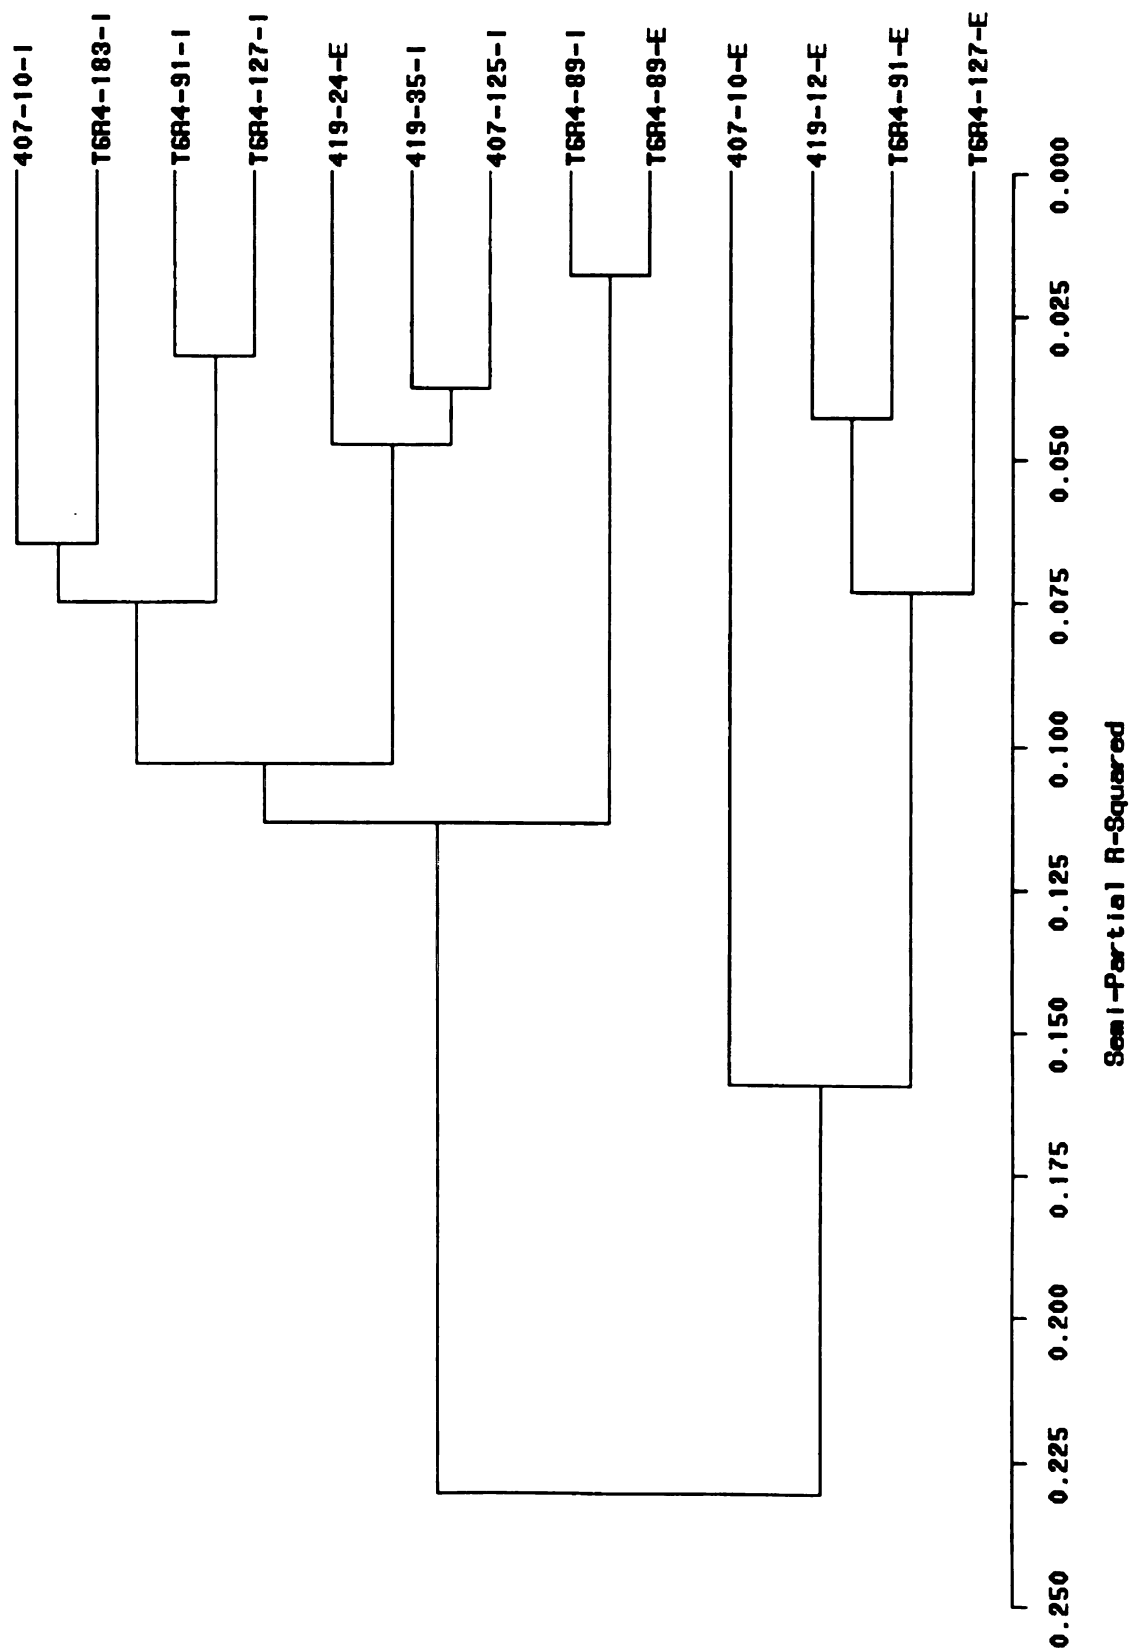 407-10-I
T6R4-183-I
T6R4-91-I
T6R4-127-I
419-24-E
419-35-I
407-125-I
T6R4-89-I
T6R4-89-E
407-10-E
419-12-E
T6R4-91-E
T6R4-127-E
0.000
0.025
0.050
0.075
0.100
0.125
0.150
0.175
0.200
0.225
0.250
Semi-Partial R-Squared